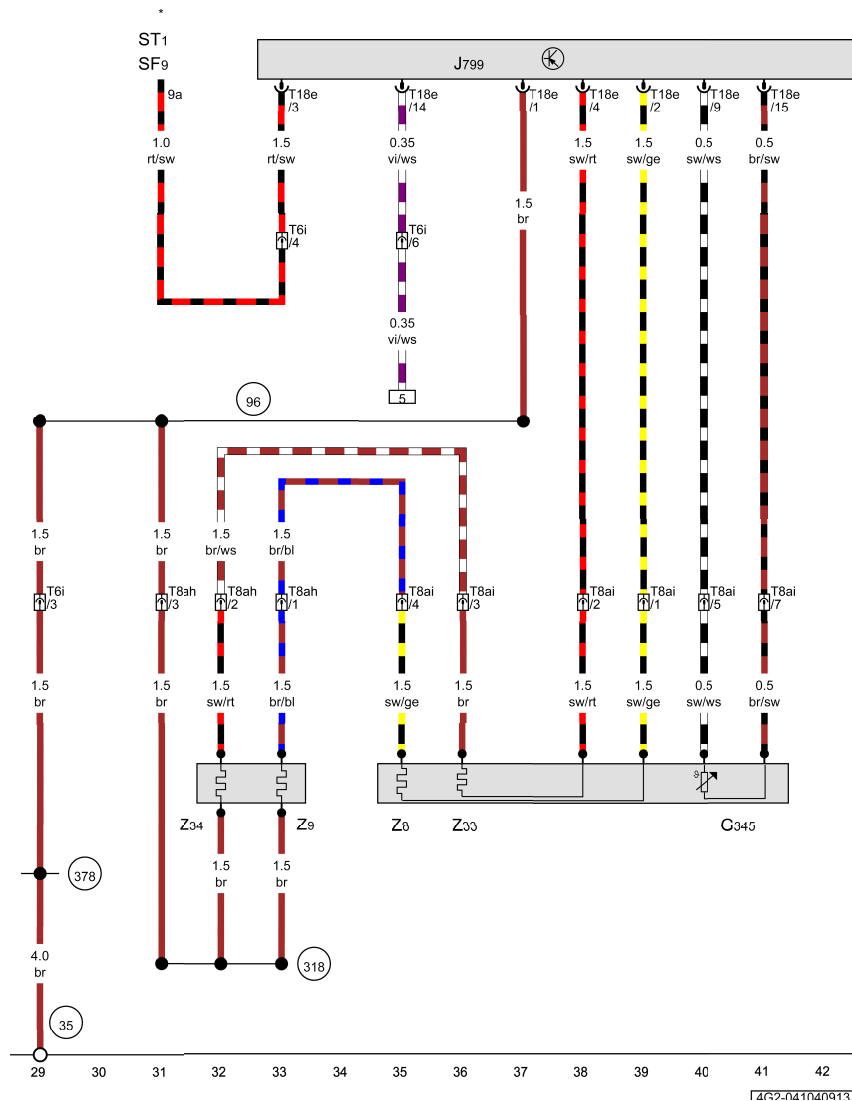 *
ST1
SF9
J799
9a
T18e
/3
T18e
/14
T18e
/1
T18e
/4
T18e
/2
T18e
/9
T18e
/15
1.0
rt/sw
1.5
rt/sw
0.35
vi/ws
1.5
sw/rt
1.5
sw/ge
0.5
sw/ws
0.5
br/sw
1.5
br
T6i
/4
T6i
/6
0.35
vi/ws
5
96
1.5
br
1.5
br
1.5
br/ws
1.5
br/bl
T6i
/3
T8ah
/3
T8ah
/2
T8ah
/1
T8ai
/4
T8ai
/3
T8ai
/2
T8ai
/1
T8ai
/5
T8ai
/7
1.5
br
1.5
br
1.5
sw/rt
1.5
br/bl
1.5
sw/ge
1.5
br
1.5
sw/rt
1.5
sw/ge
0.5
sw/ws
0.5
br/sw
ϑ
Z34
Z9
Z8
Z33
G345
378
1.5
br
1.5
br
4.0
br
318
35
29 30 31 32 33 34 35 36 37 38 39 40 41 42
4G2-041040913